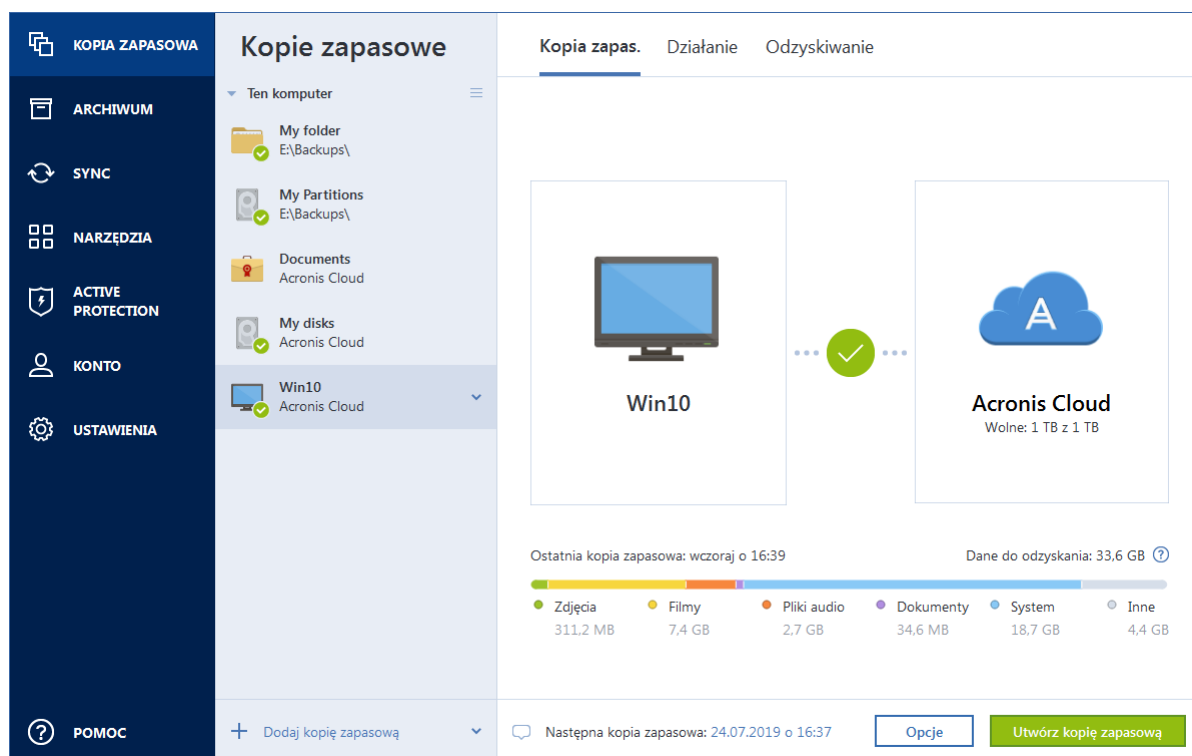 KOPIA ZAPASOWA
ARCHIWUM
SYNC
NARZĘDZIA
ACTIVE
PROTECTION
KONTO
USTAWIENIA
POMOC
Kopie zapasowe
Ten komputer
My folder
E:\Backups\
My Partitions
E:\Backups\
Documents
Acronis Cloud
My disks
Acronis Cloud
Win10
Acronis Cloud
Dodaj kopię zapasową
Kopia zapas. Działanie Odzyskiwanie
Win10
A
Acronis Cloud
Wolne: 1 TB z 1 TB
Ostatnia kopia zapasowa: wczoraj o 16:39 Dane do odzyskania: 33,6 GB ?
Zdjęcia Filmy Pliki audio Dokumenty System Inne
311,2 MB 7,4 GB 2,7 GB 34,6 MB 18,7 GB 4,4 GB
Następna kopia zapasowa: 24.07.2019 o 16:37 Opcje Utwórz kopię zapasową